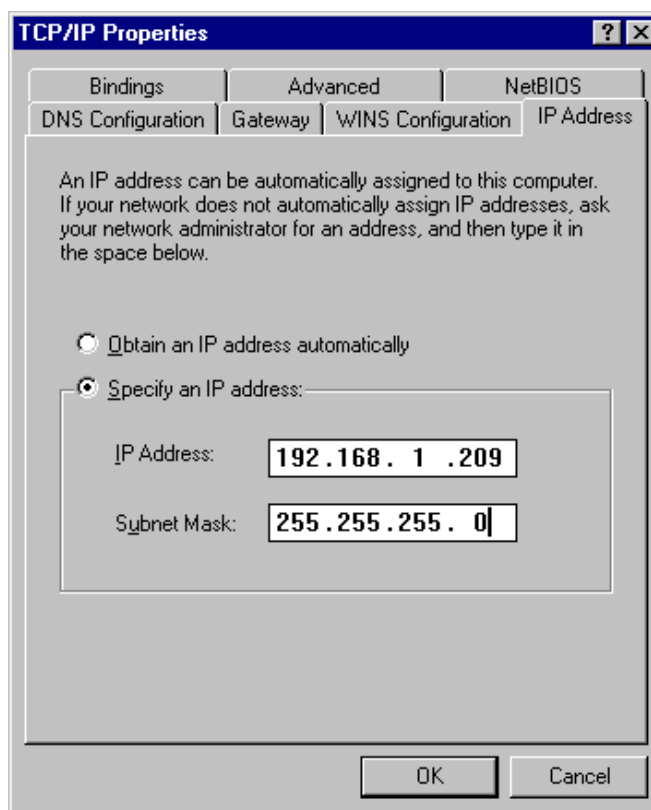 TCP/IP Properties
Bindings Advanced NetBIOS
DNS Configuration Gateway WINS Configuration IP Address
An IP address can be automatically assigned to this computer.
If your network does not automatically assign IP addresses, ask
your network administrator for an address, and then type it in
the space below.
Obtain an IP address automatically
Specify an IP address:
IP Address: 192.168. 1 .209
Subnet Mask: 255.255.255. 0
OK Cancel